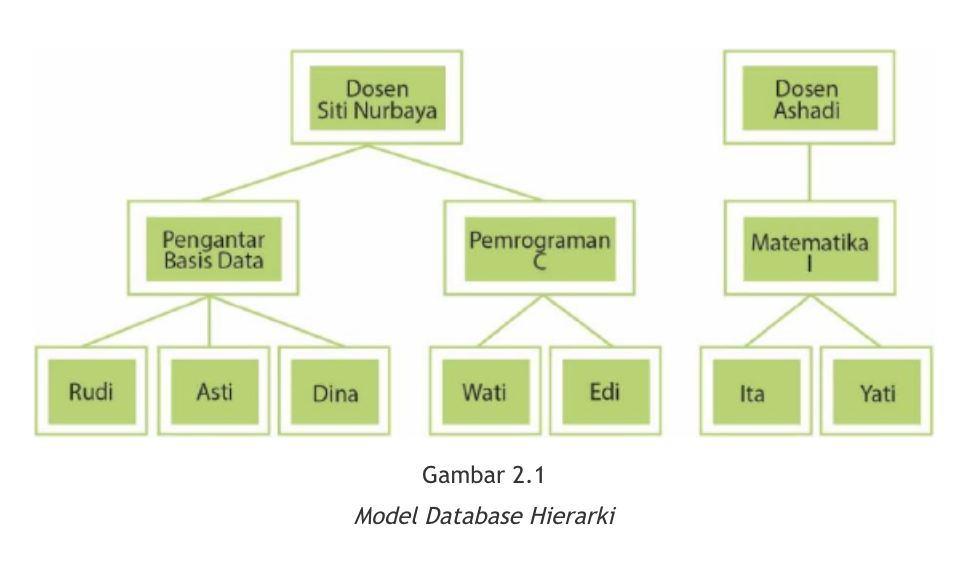 Dosen
Siti Nurbaya
Dosen
Ashadi
Pengantar
Basis Data
Pemrograman
C
Matematika
I
Rudi
Asti
Dina
Wati
Edi
Ita
Yati
Gambar 2.1
Model Database Hierarki